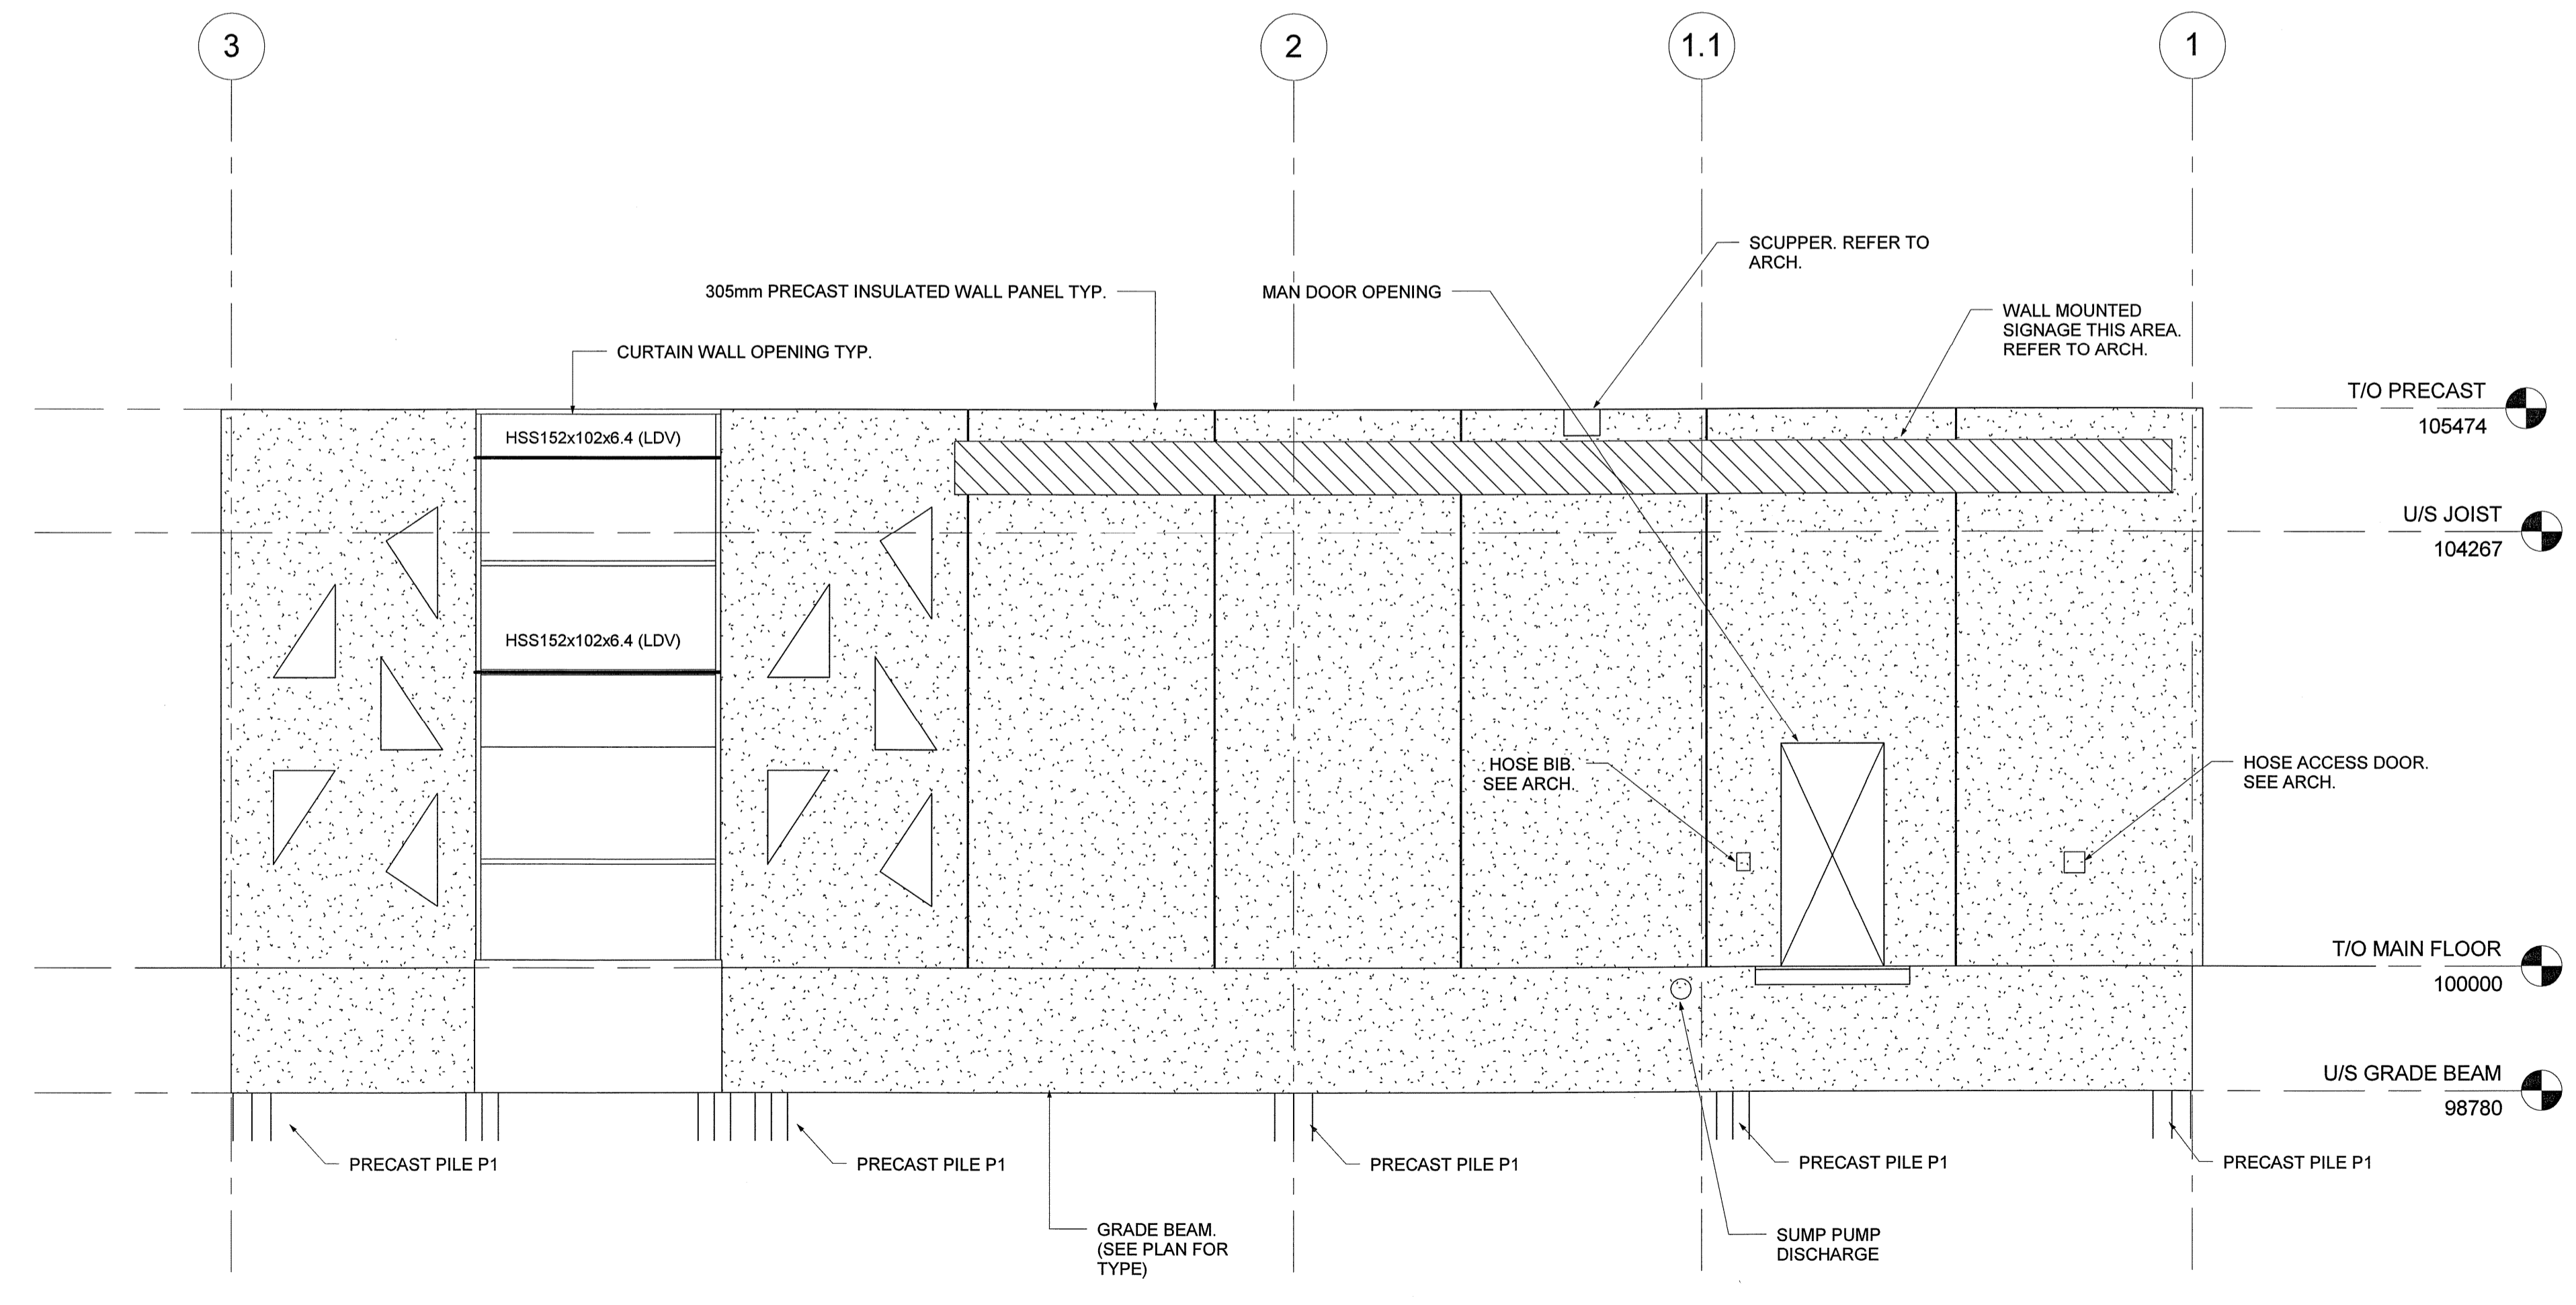 3
2
1.1
1
SCUPPER. REFER TO
ARCH.
305mm PRECAST INSULATED WALL PANEL TYP.
MAN DOOR OPENING
WALL MOUNTED
SIGNAGE THIS AREA.
REFER TO ARCH.
CURTAIN WALL OPENING TYP.
T/O PRECAST
105474
HSS152x102x6.4 (LDV)
U/S JOIST
104267
HSS152x102x6.4 (LDV)
HOSE BIB.
SEE ARCH.
HOSE ACCESS DOOR.
SEE ARCH.
T/O MAIN FLOOR
100000
U/S GRADE BEAM
98780
PRECAST PILE P1
PRECAST PILE P1
PRECAST PILE P1
PRECAST PILE P1
PRECAST PILE P1
GRADE BEAM.
(SEE PLAN FOR
TYPE)
SUMP PUMP
DISCHARGE